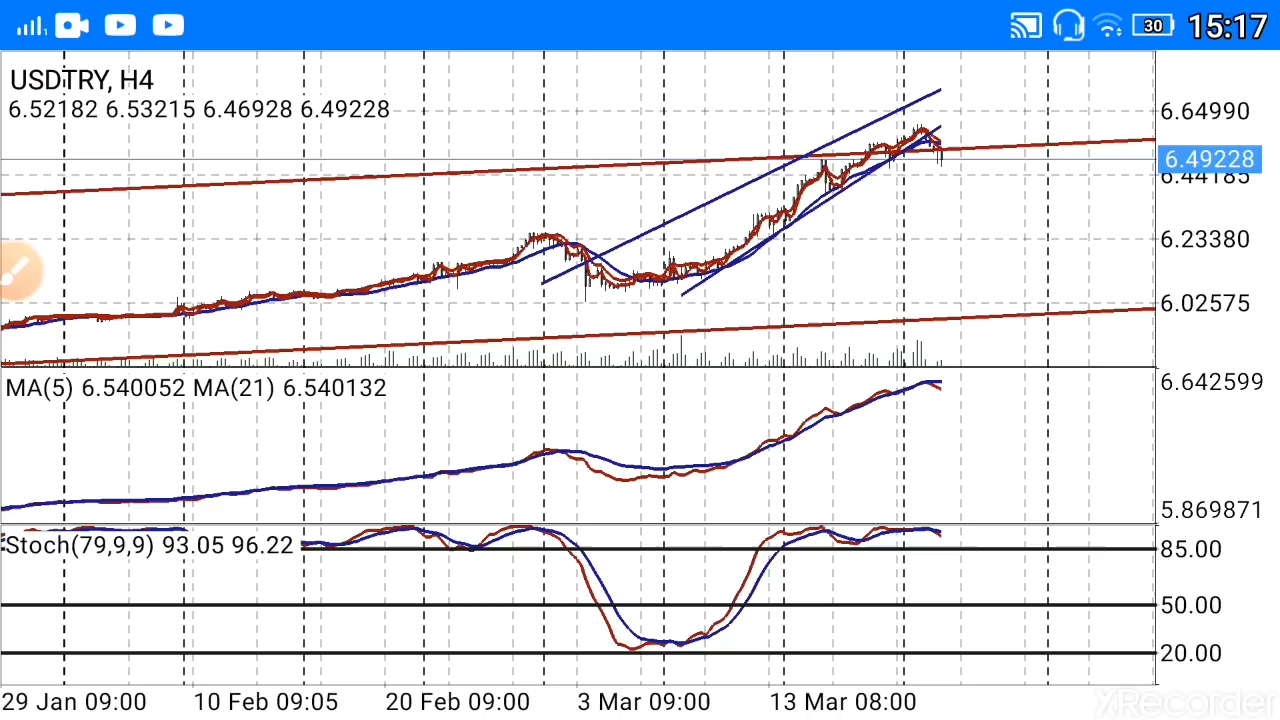 30 15:17
USDTRY, H4
6.52182 6.53215 6.46928 6.49228
6.64990
6.49228
6.44185
6.23380
6.02575
MA(5) 6.540052 MA(21) 6.540132
6.642599
5.869871
Stoch(79,9,9) 93.05 96.22
85.00
50.00
20.00
29 Jan 09:00 10 Feb 09:05 20 Feb 09:00 3 Mar 09:00 13 Mar 08:00
XRecorder